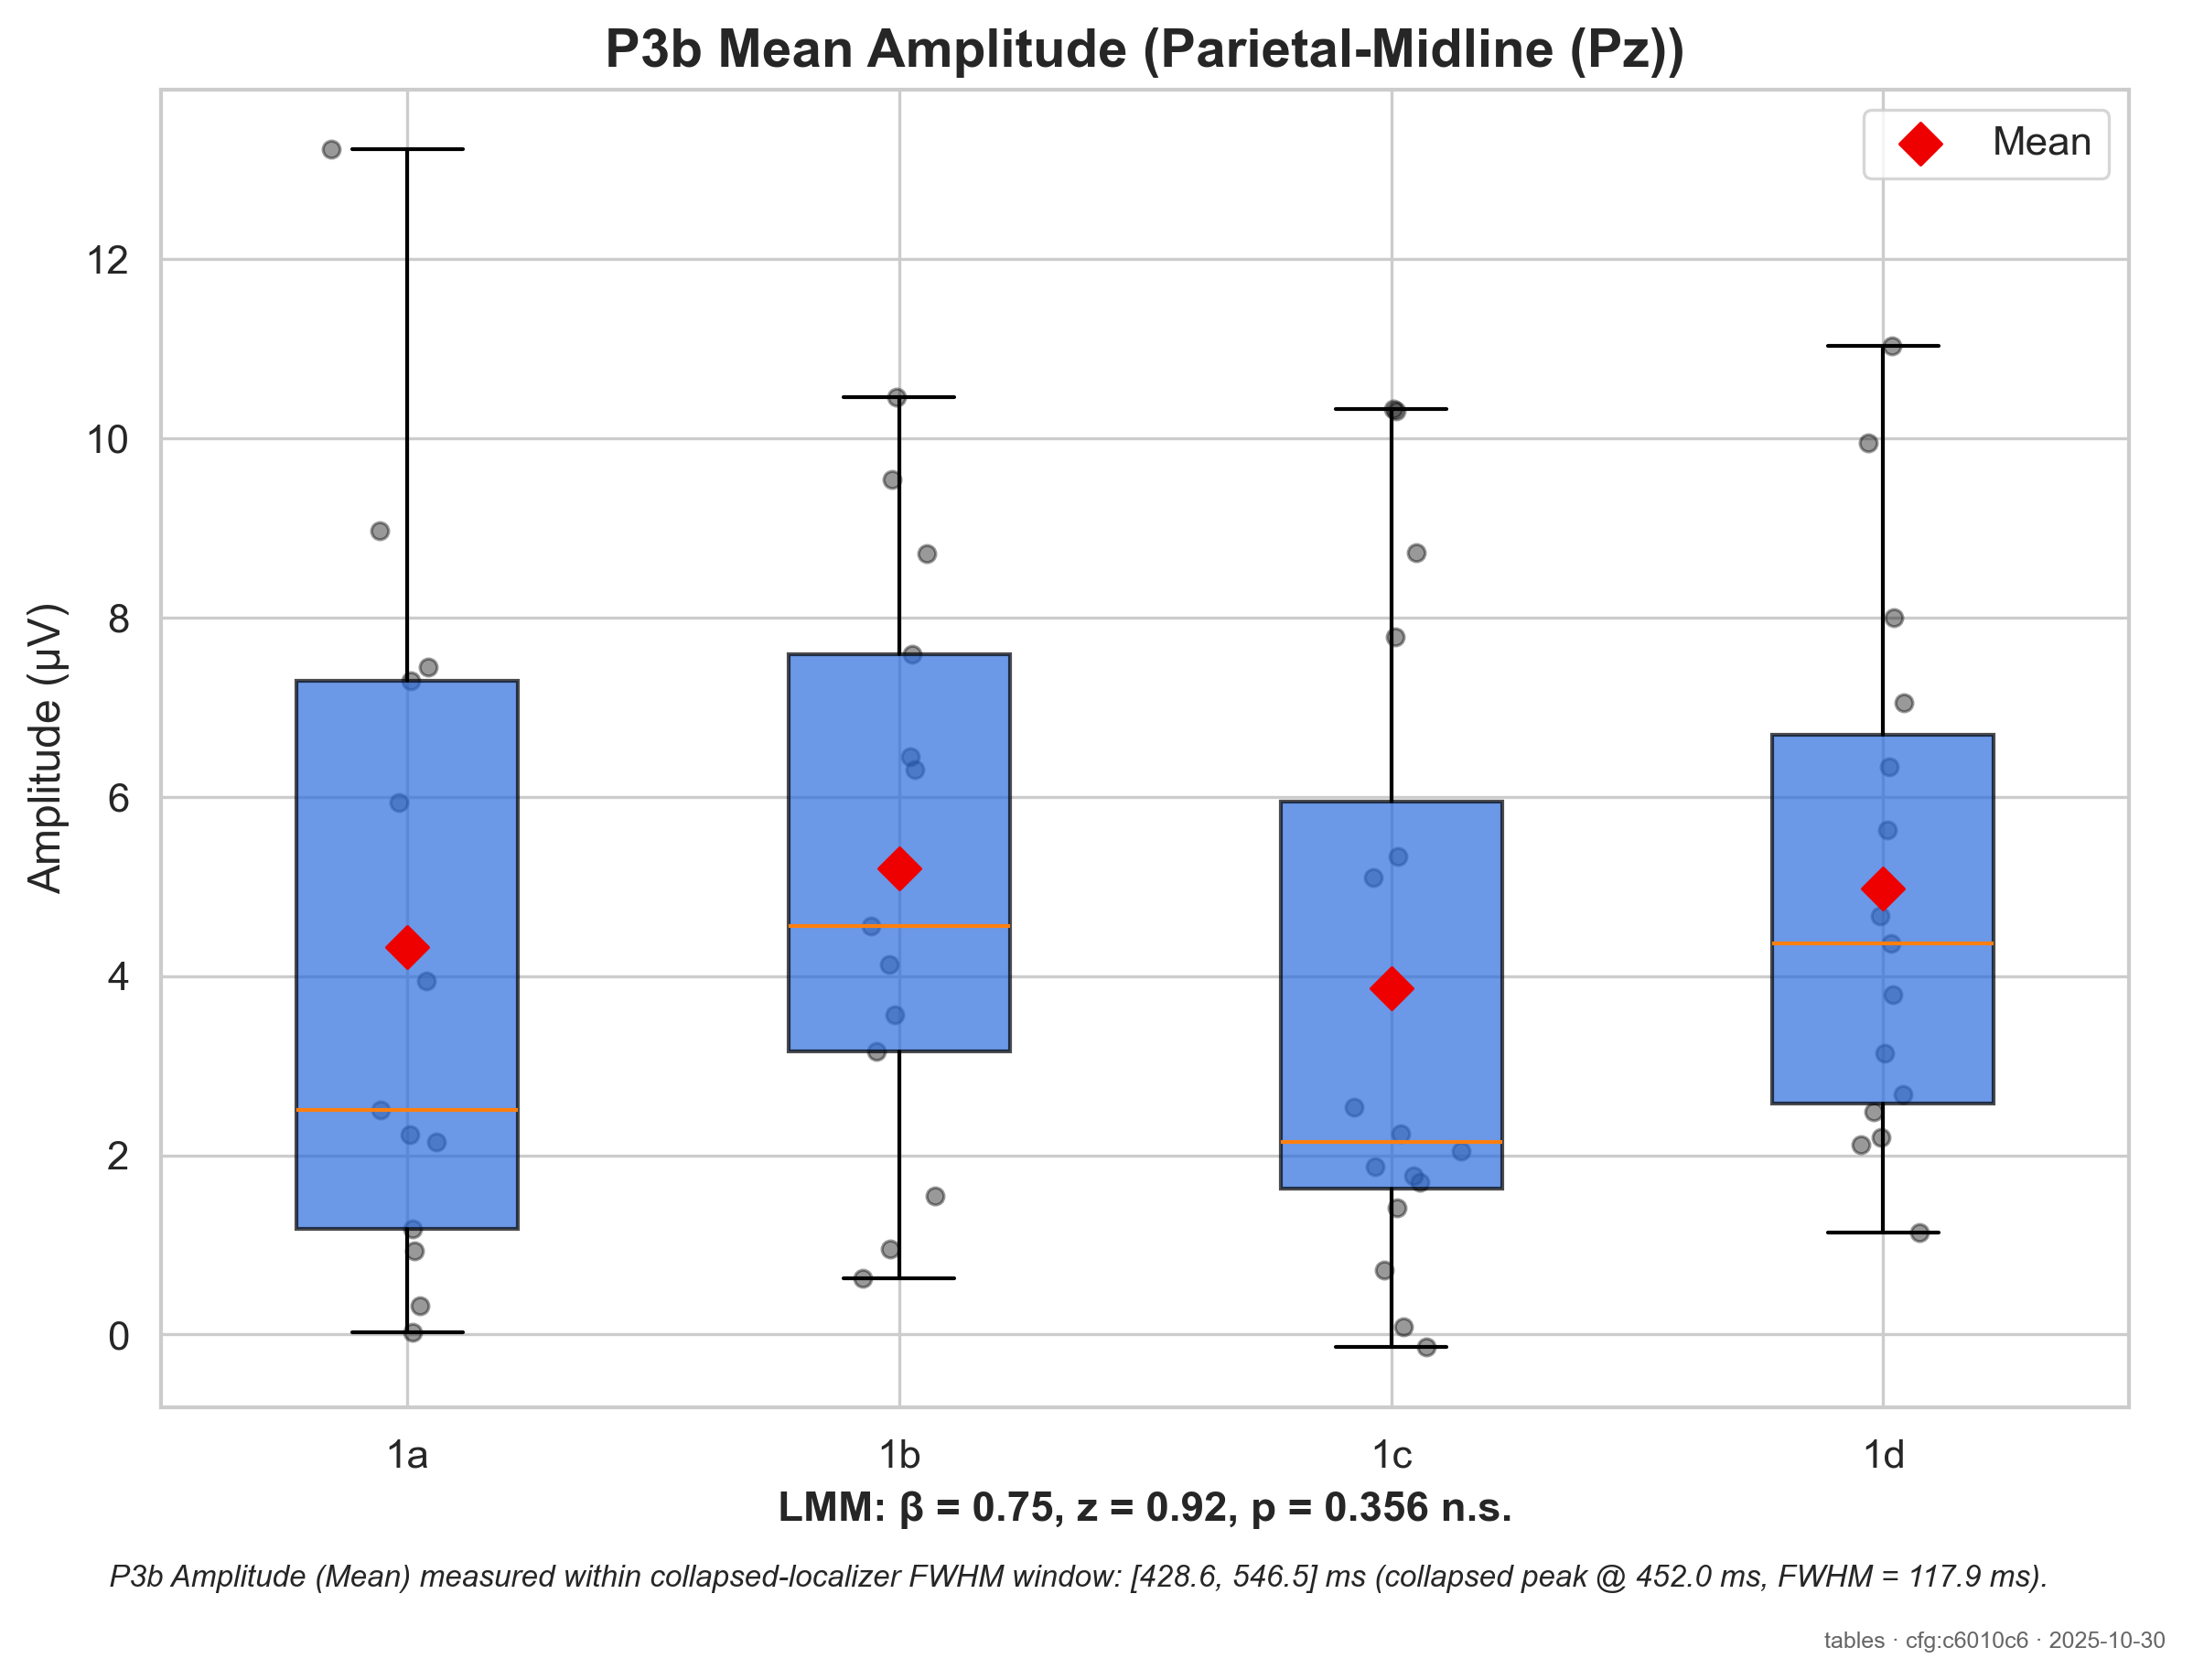 P3b Mean Amplitude (Parietal-Midline (Pz))
Mean
Amplitude (µV)
12
10
8
6
4
2
0
1a 1b 1c 1d
LMM: β = 0.75, z = 0.92, p = 0.356 n.s.
P3b Amplitude (Mean) measured within collapsed-localizer FWHM window: [428.6, 546.5] ms (collapsed peak @ 452.0 ms, FWHM = 117.9 ms).
tables · cfg:c6010c6 · 2025-10-30